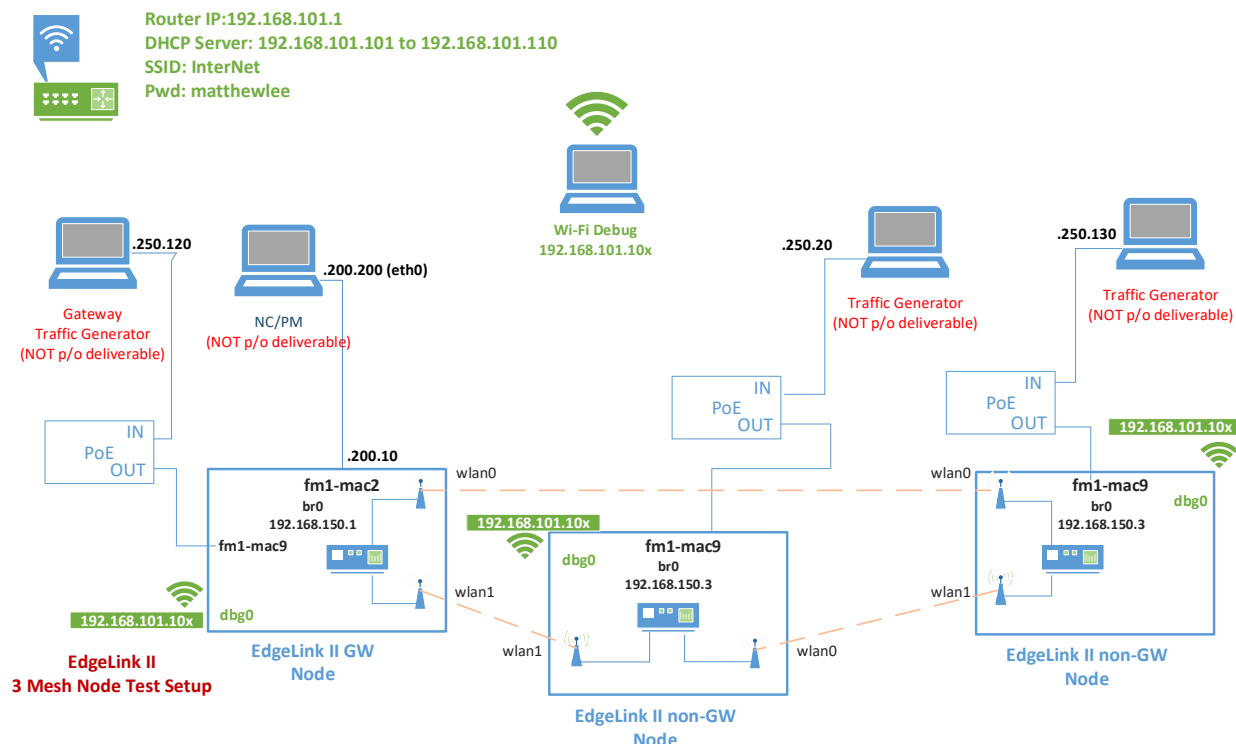 Router IP:192.168.101.1
DHCP Server: 192.168.101.101 to 192.168.101.110
SSID: InterNet
Pwd: matthewlee
.250.120
Gateway
Traffic Generator
(NOT p/o deliverable)
.200.200 (eth0)
NC/PM
(NOT p/o deliverable)
Wi-Fi Debug
192.168.101.10x
.250.20
Traffic Generator
(NOT p/o deliverable)
.250.130
Traffic Generator
(NOT p/o deliverable)
IN
PoE
OUT
IN
PoE
OUT
IN
PoE
OUT
.200.10
fm1-mac2
br0
192.168.150.1
fm1-mac9
wlan0
wlan1
dbg0
192.168.101.10x
EdgeLink II GW
Node
192.168.101.10x
dbg0
fm1-mac9
br0
192.168.150.3
wlan1
wlan0
EdgeLink II non-GW
Node
192.168.101.10x
wlan0
fm1-mac9
dbg0
br0
192.168.150.3
wlan1
EdgeLink II non-GW
Node
EdgeLink II
3 Mesh Node Test Setup